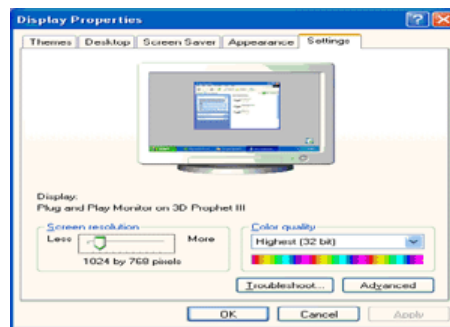 Display Properties
Themes Desktop Screen Saver Appearance Settings
Display:
Plug and Play Monitor on 3D Prophet III
Screen resolution
Less More
1024 by 768 pixels
Color quality
Highest (32 bit)
Troubleshoot... Advanced
OK Cancel Apply